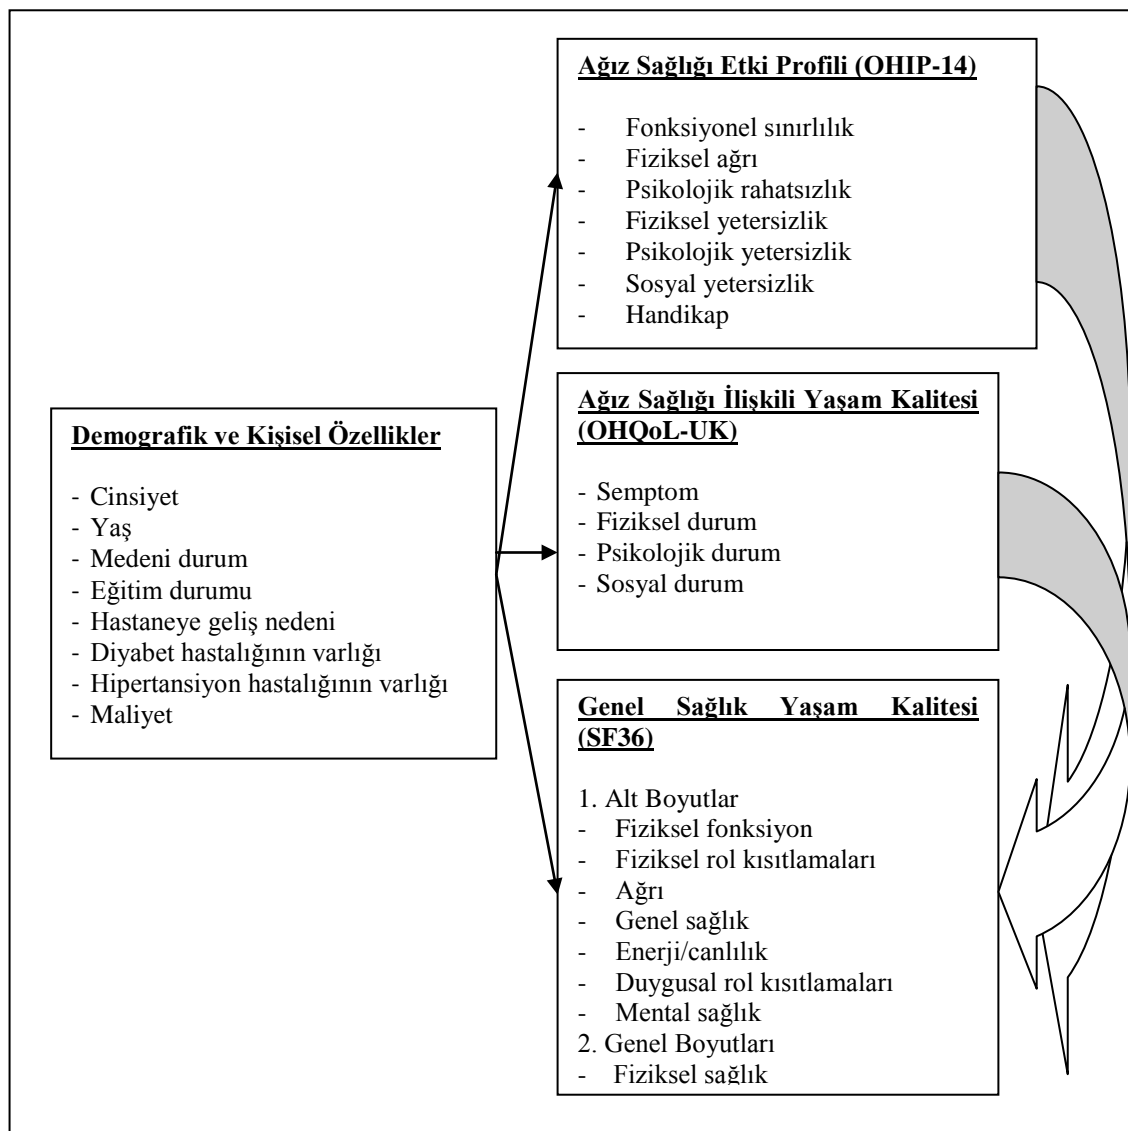 Ağız Sağlığı Etki Profili (OHIP-14)
- Fonksiyonel sınırlılık
- Fiziksel ağrı
- Psikolojik rahatsızlık
- Fiziksel yetersizlik
- Psikolojik yetersizlik
- Sosyal yetersizlik
- Handikap
Demografik ve Kişisel Özellikler
- Cinsiyet
- Yaş
- Medeni durum
- Eğitim durumu
- Hastaneye geliş nedeni
- Diyabet hastalığının varlığı
- Hipertansiyon hastalığının varlığı
- Maliyet
Ağız Sağlığı İlişkili Yaşam Kalitesi
(OHQoL-UK)
- Semptom
- Fiziksel durum
- Psikolojik durum
- Sosyal durum
Genel Sağlık Yaşam Kalitesi
(SF36)
1. Alt Boyutlar
- Fiziksel fonksiyon
- Fiziksel rol kısıtlamaları
- Ağrı
- Genel sağlık
- Enerji/canlılık
- Duygusal rol kısıtlamaları
- Mental sağlık
2. Genel Boyutları
- Fiziksel sağlık